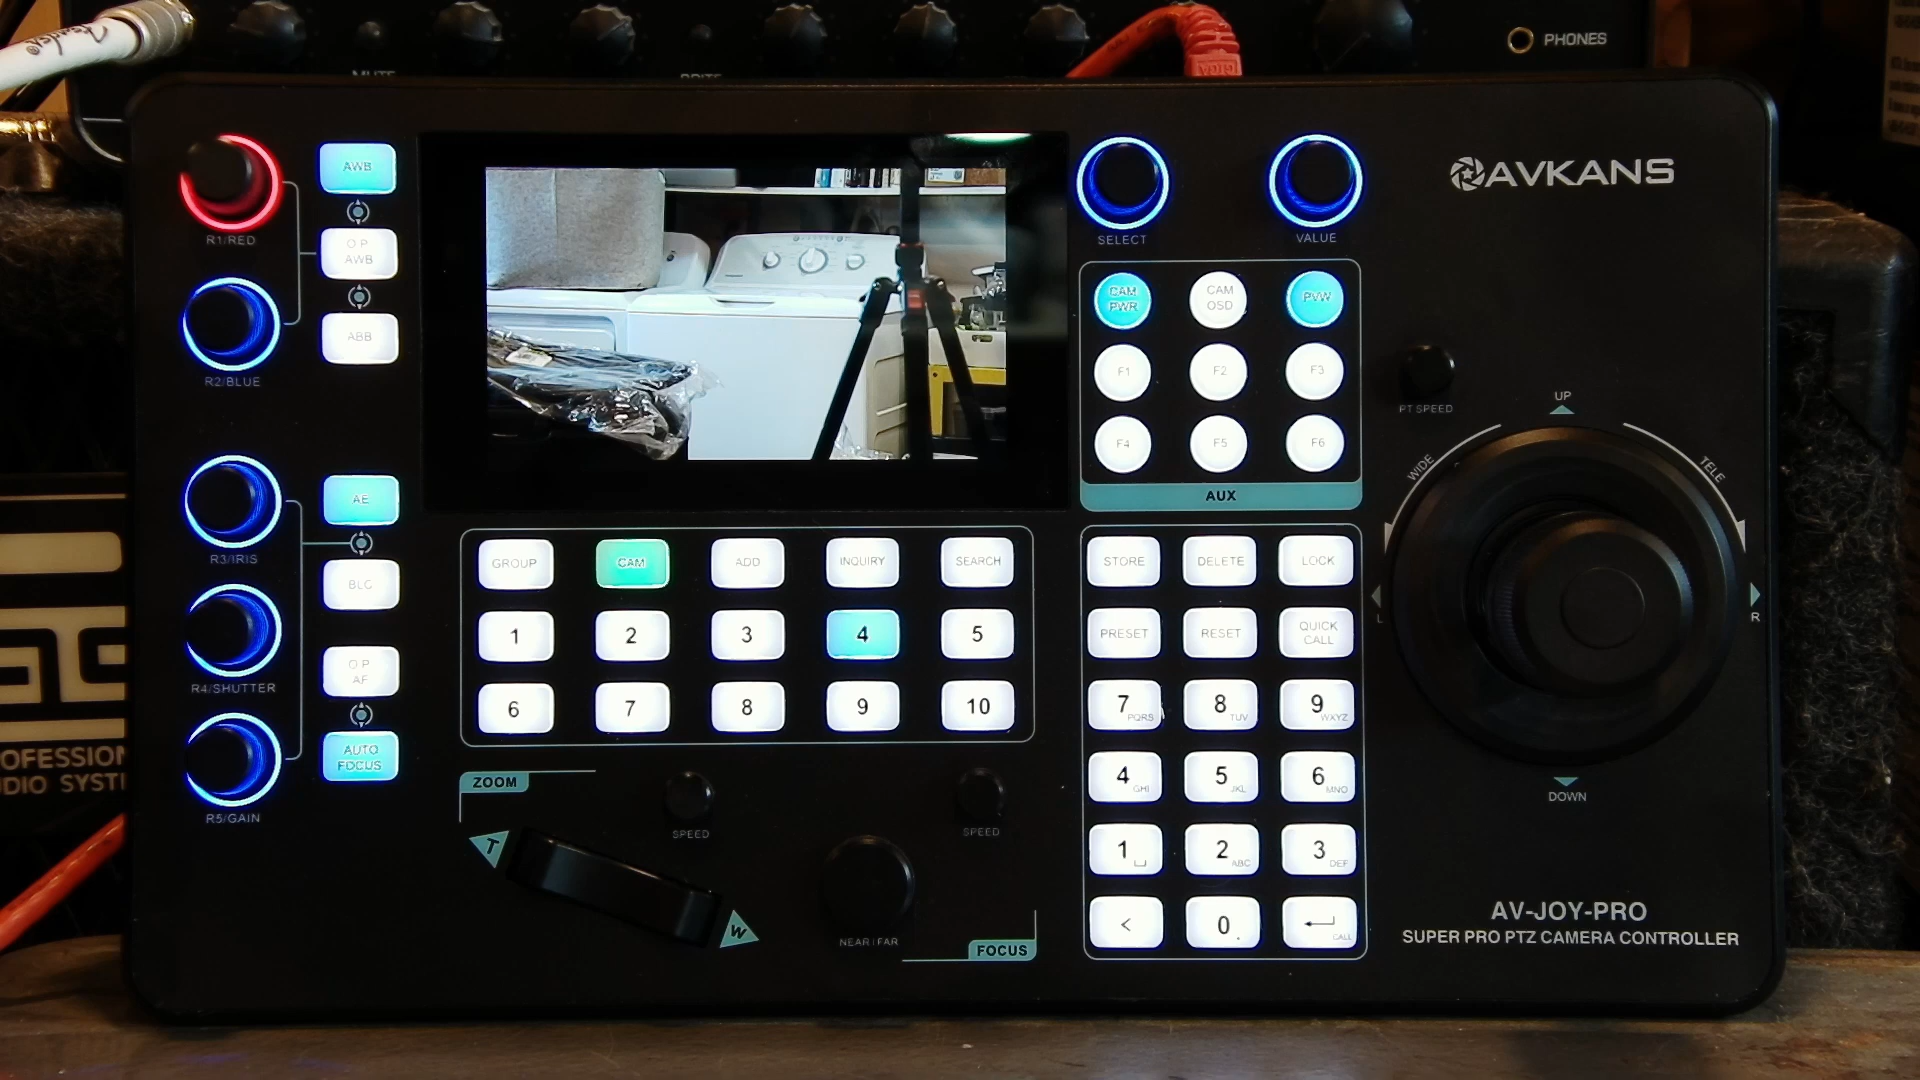 PHONES
AVKANS
R1/RED
AWB
O P
AWB
ABB
R2/BLUE
R3/IRIS
AE
BLC
R4/SHUTTER
O P
AF
AUTO
FOCUS
R5/GAIN
SELECT
VALUE
CAM
PWR
CAM
OSD
PVW
F1
F2
F3
F4
F5
F6
AUX
PT SPEED
UP
WIDE
TELE
L
R
DOWN
GROUP
CAM
ADD
INQUIRY
SEARCH
1
2
3
4
5
6
7
8
9
10
STORE
DELETE
LOCK
PRESET
RESET
QUICK
CALL
7 PQRS
8 TUV
9 WXYZ
4 GHI
5 JKL
6 MNO
1
2 ABC
3 DEF
<
0 .
CALL
ZOOM
T
W
SPEED
SPEED
NEAR/FAR
FOCUS
AV-JOY-PRO
SUPER PRO PTZ CAMERA CONTROLLER
OFESSION
DIO SYST